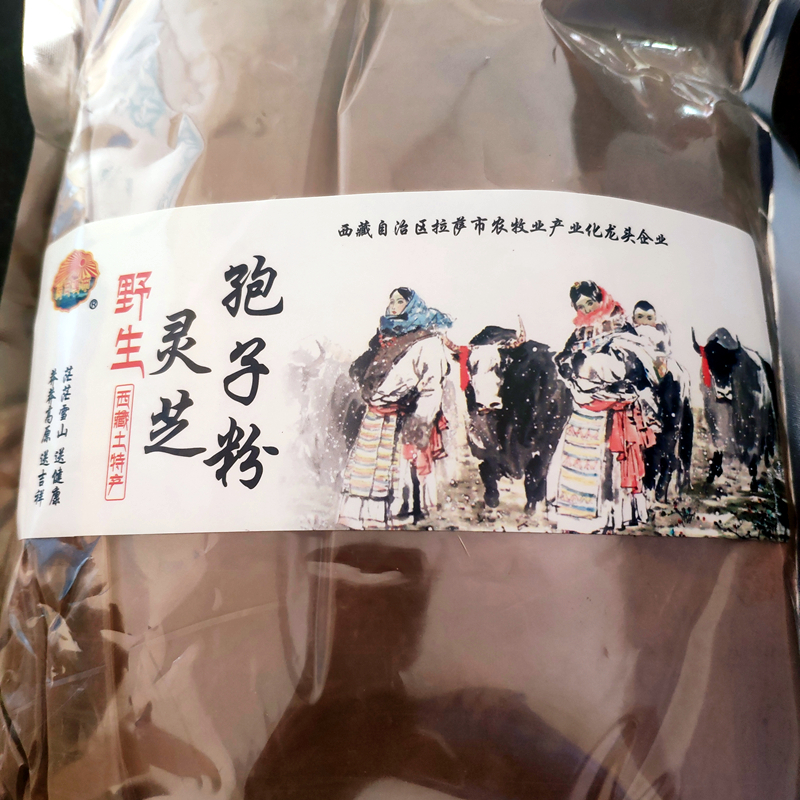 西藏自治区拉萨市农牧业产业化龙头企业
野生
灵芝
孢子粉
西藏土特产
茫茫雪山 送健康
莽莽高原 送吉祥
®